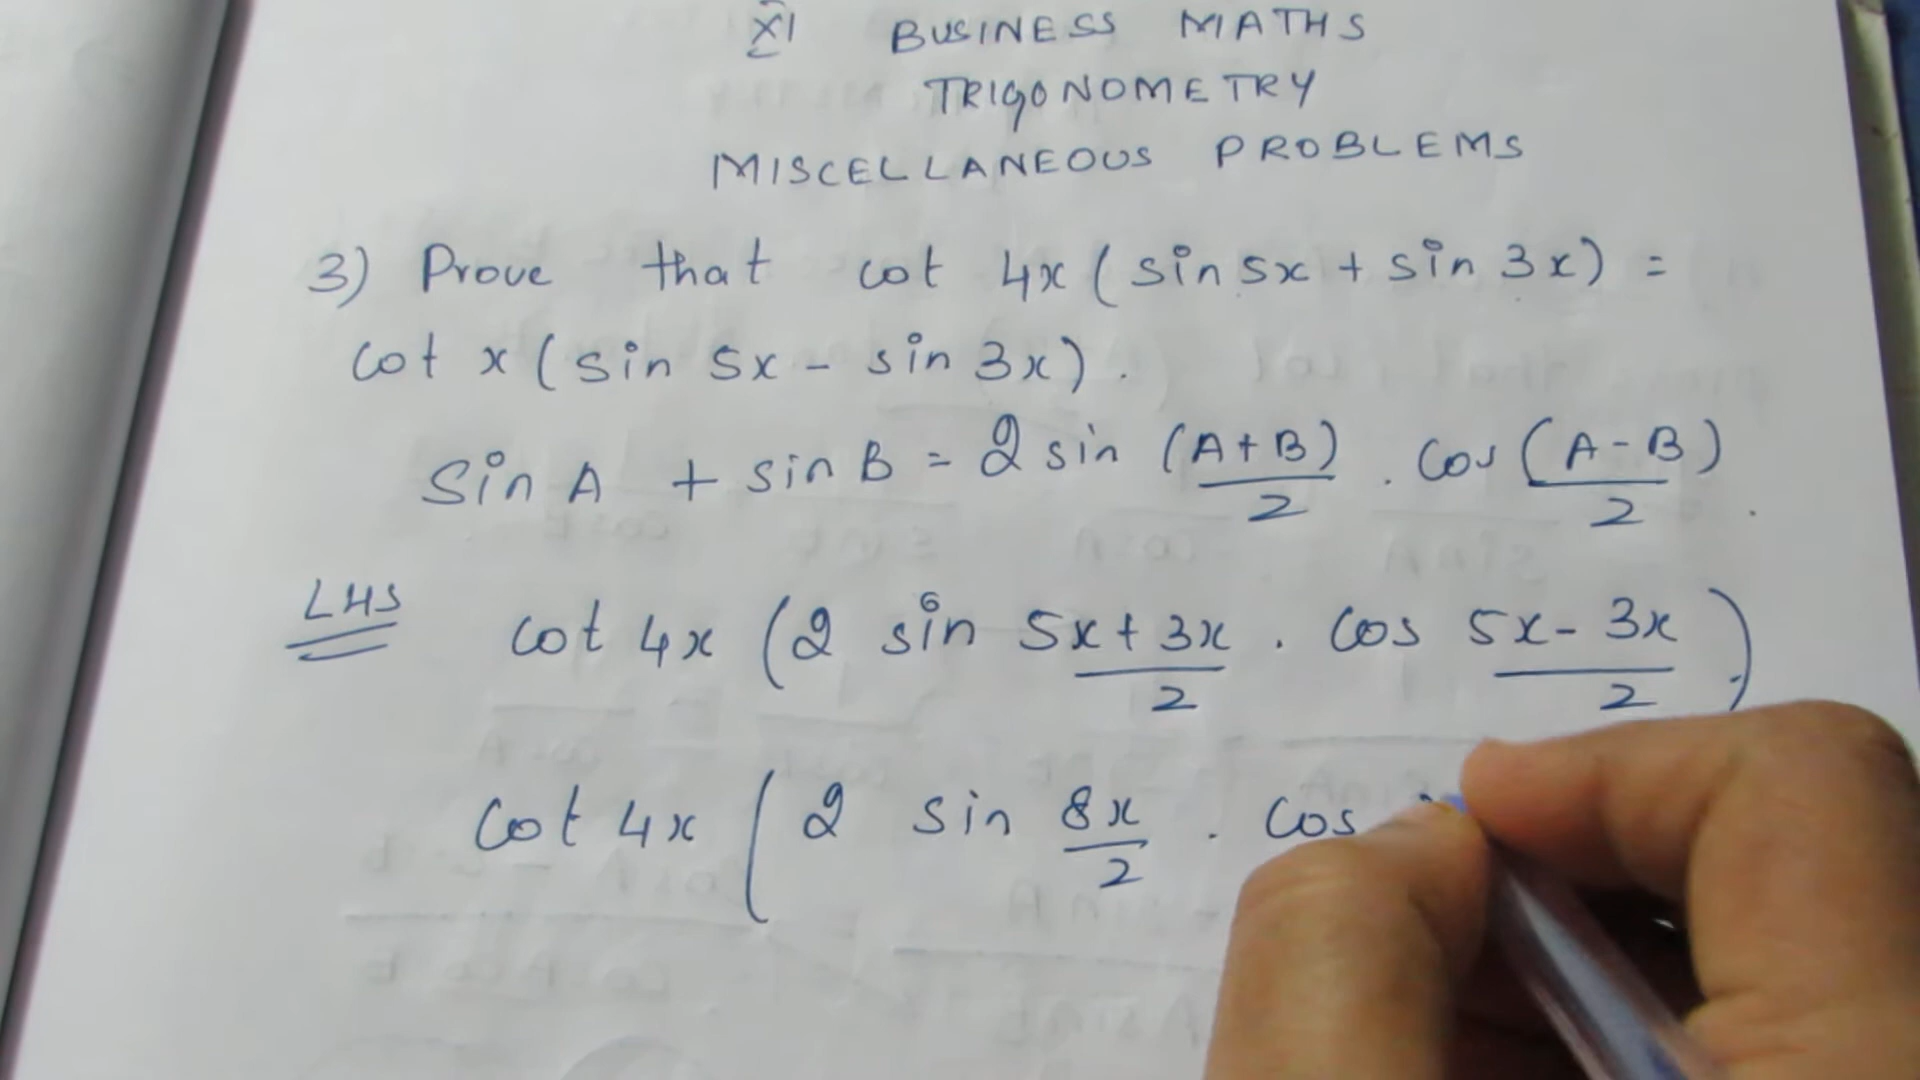 XI BUSINESS MATHS
TRIGONOMETRY
MISCELLANEOUS PROBLEMS
3) Prove that cot 4x (sin 5x + sin 3x) =
cot x (sin 5x - sin 3x).
sin A + sin B = 2 sin (A+B)/2 . cos (A-B)/2
LHS cot 4x (2 sin 5x+3x/2 . cos 5x-3x/2)
cot 4x (2 sin 8x/2 . cos